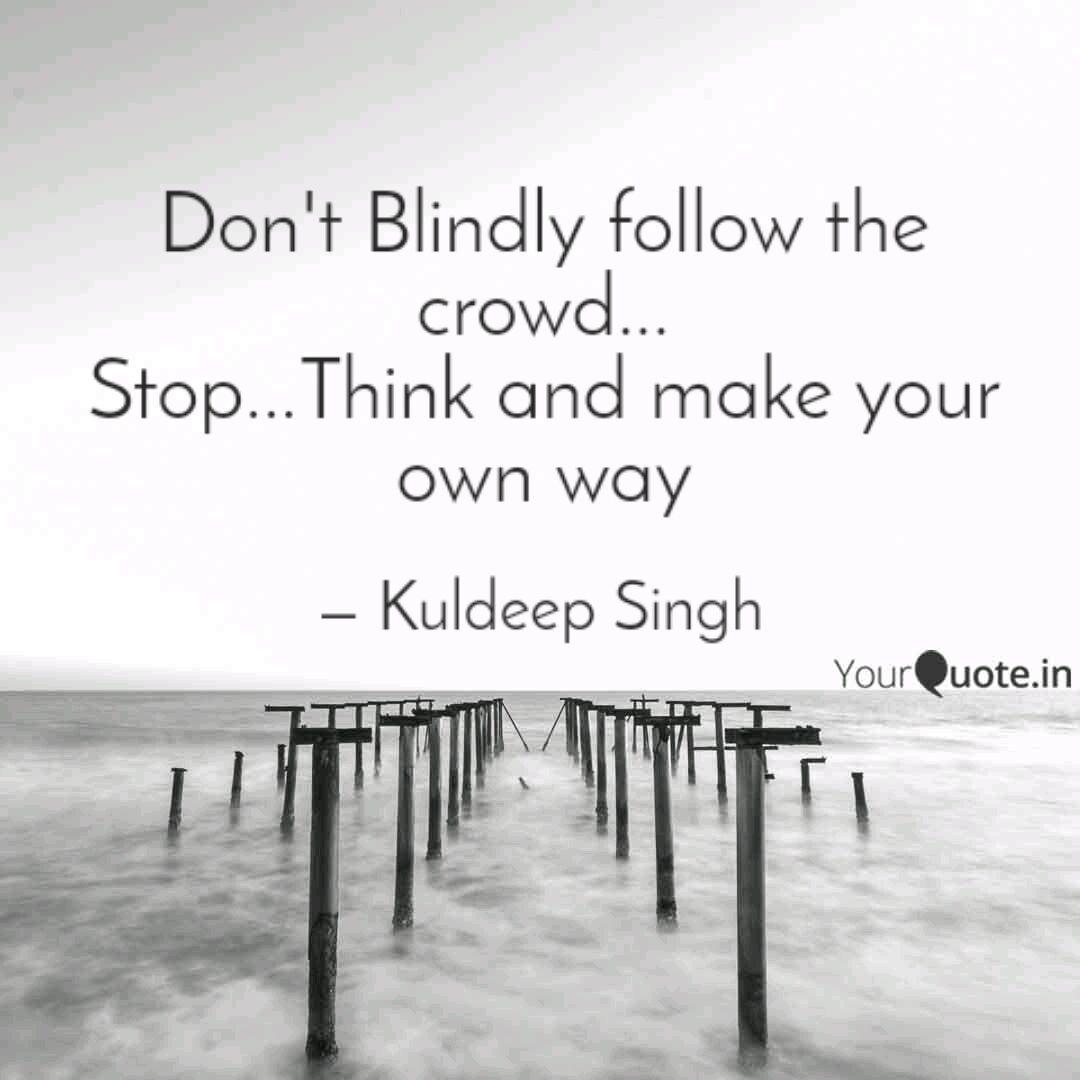 Don't Blindly follow the
crowd...
Stop...Think and make your
own way
– Kuldeep Singh
YourQuote.in